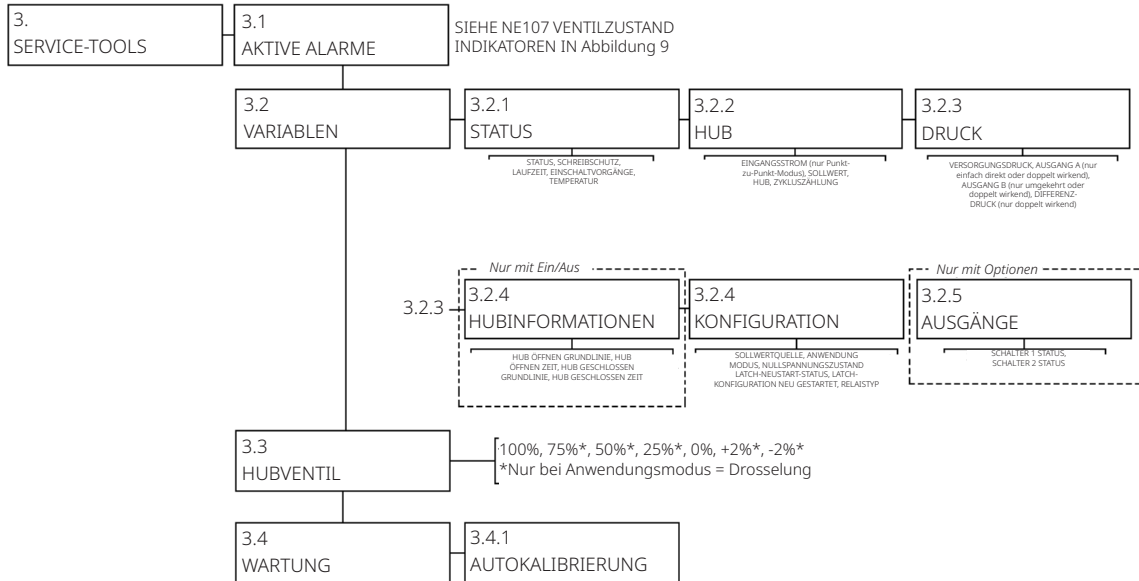 3.
SERVICE-TOOLS
3.1
AKTIVE ALARME
SIEHE NE107 VENTILZUSTAND
INDIKATOREN IN Abbildung 9
3.2
VARIABLEN
3.2.1
STATUS
STATUS, SCHREIBSCHUTZ,
LAUFZEIT, EINSCHALTVORGÄNGE,
TEMPERATUR
3.2.2
HUB
EINGANGSSTROM (nur Punkt-
zu-Punkt-Modus), SOLLWERT,
HUB, ZYKLUSZÄHLUNG
3.2.3
DRUCK
VERSORGUNGSDRUCK, AUSGANG A (nur
einfach direkt oder doppelt wirkend),
AUSGANG B (nur umgekehrt oder
doppelt wirkend), DIFFERENZ-
DRUCK (nur doppelt wirkend)
3.2.3
Nur mit Ein/Aus
3.2.4
HUBINFORMATIONEN
HUB ÖFFNEN GRUNDLINIE, HUB
ÖFFNEN ZEIT, HUB GESCHLOSSEN
GRUNDLINIE, HUB GESCHLOSSEN ZEIT
3.2.4
KONFIGURATION
SOLLWERTQUELLE, ANWENDUNG
MODUS, NULLSPANNUNGSZUSTAND
LATCH-NEUSTART-STATUS, LATCH-
KONFIGURATION NEU GESTARTET, RELAISTYP
Nur mit Optionen
3.2.5
AUSGÄNGE
SCHALTER 1 STATUS,
SCHALTER 2 STATUS
3.3
HUBVENTIL
100%, 75%*, 50%*, 25%*, 0%, +2%*, -2%*
*Nur bei Anwendungsmodus = Drosselung
3.4
WARTUNG
3.4.1
AUTOKALIBRIERUNG